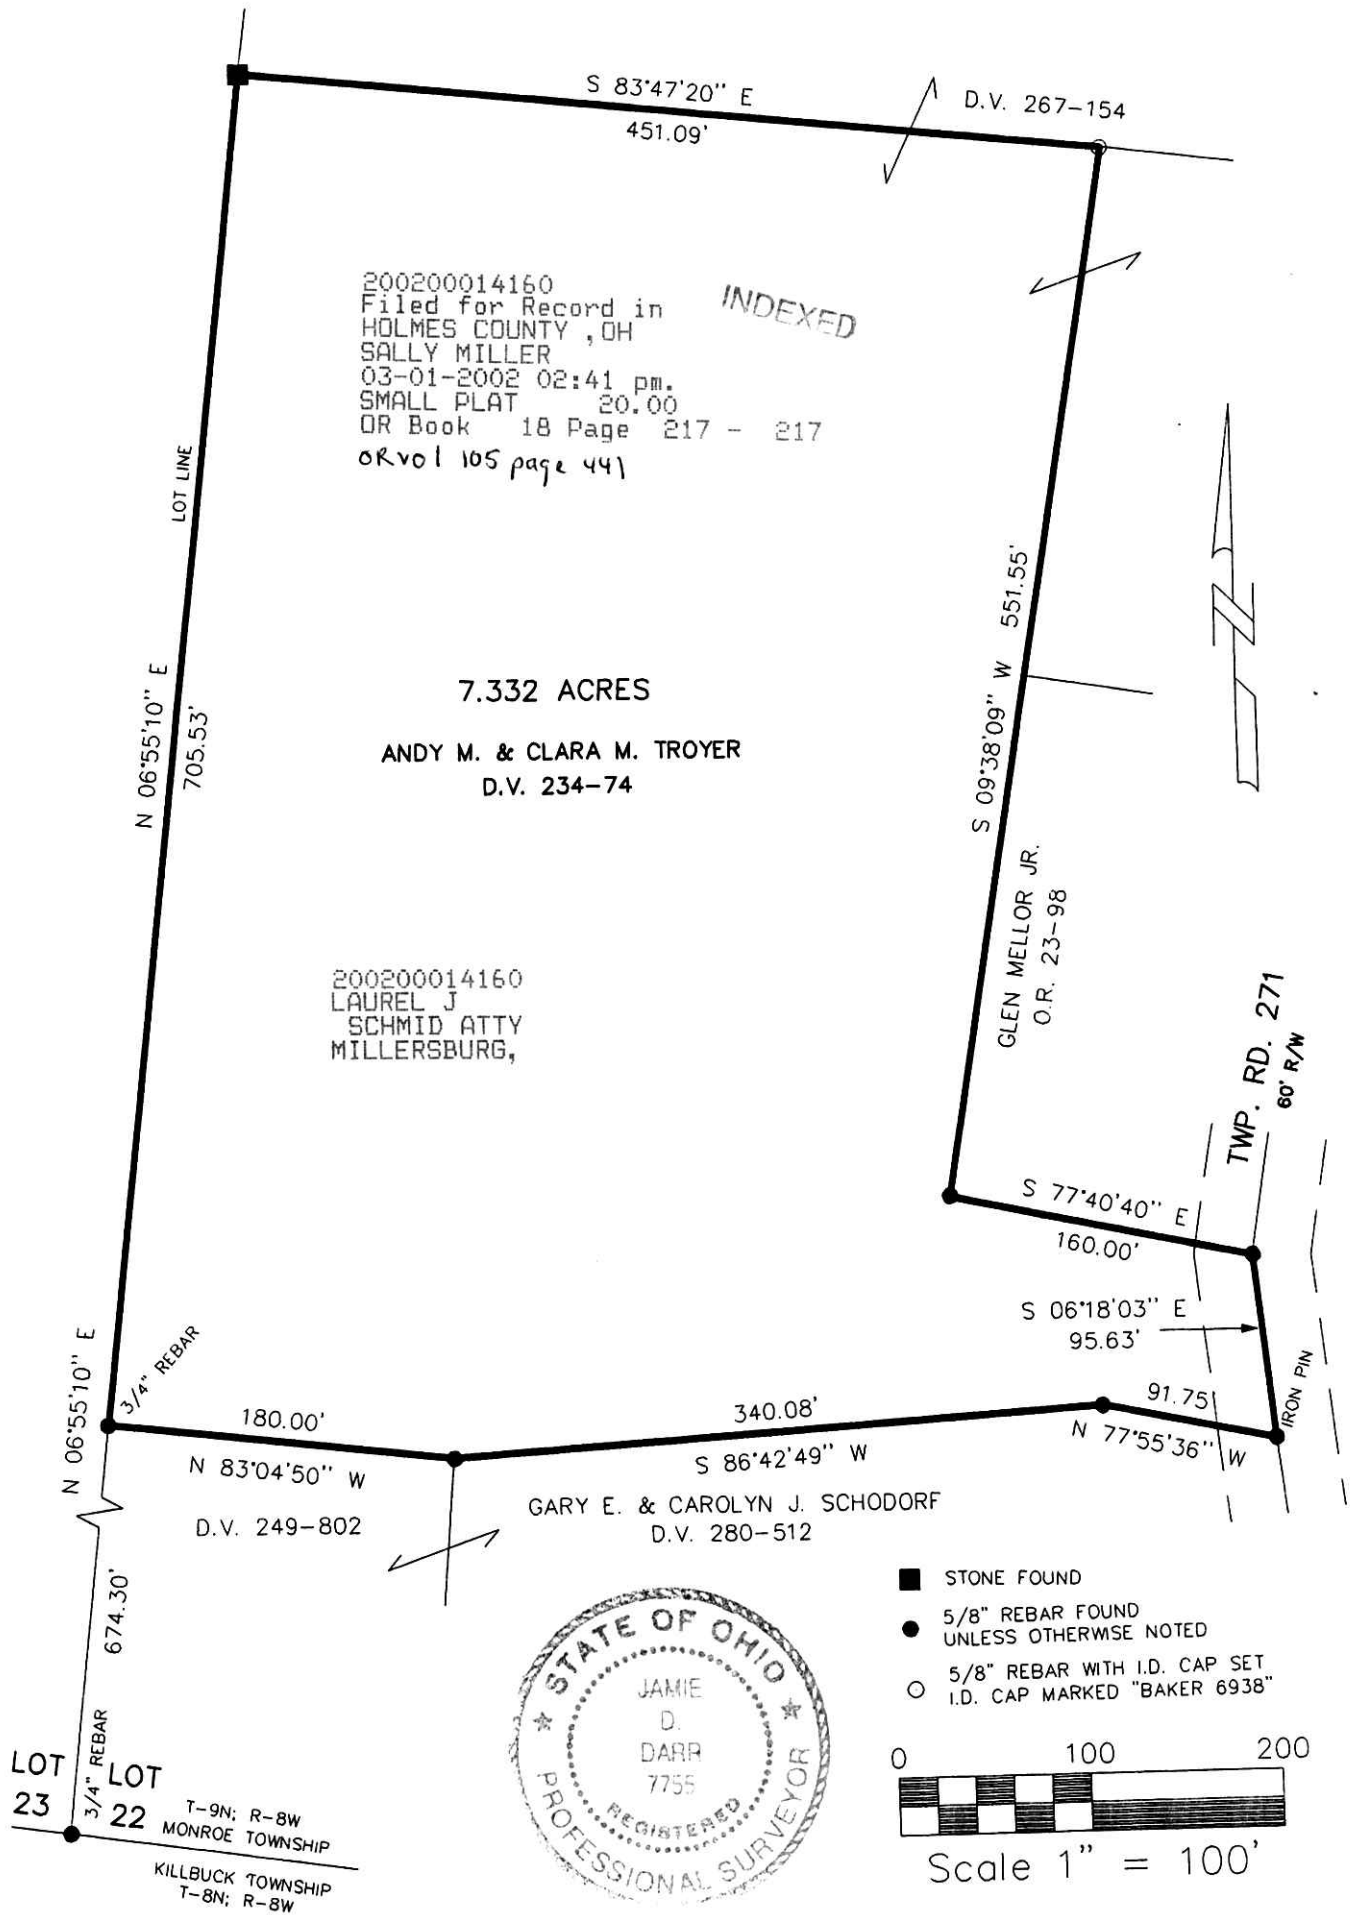 S 83°47'20" E
D.V. 267-154
451.09'
200200014160
Filed for Record in
HOLMES COUNTY ,OH
SALLY MILLER
03-01-2002 02:41 pm.
SMALL PLAT 20.00
OR Book 18 Page 217 - 217
ORvol 105 page 441
INDEXED
LOT LINE
N 06°55'10" E
705.53'
S 09°38'09" W 551.55'
7.332 ACRES
ANDY M. & CLARA M. TROYER
D.V. 234-74
GLEN MELLOR JR.
O.R. 23-98
200200014160
LAUREL J
SCHMID ATTY
MILLERSBURG,
TWP. RD. 271
60' R/W
N
S 77°40'40" E
160.00'
S 06°18'03" E
95.63'
91.75
N 77°55'36" W
IRON PIN
N 06°55'10" E
3/4" REBAR
180.00'
N 83°04'50" W
340.08'
S 86°42'49" W
D.V. 249-802
GARY E. & CAROLYN J. SCHODORF
D.V. 280-512
674.30'
3/4" REBAR
LOT
23
LOT
22
T-9N; R-8W
MONROE TOWNSHIP
KILLBUCK TOWNSHIP
T-8N; R-8W
STATE OF OHIO
JAMIE
D.
DARR
7755
REGISTERED
PROFESSIONAL SURVEYOR
STONE FOUND
5/8" REBAR FOUND
UNLESS OTHERWISE NOTED
5/8" REBAR WITH I.D. CAP SET
I.D. CAP MARKED "BAKER 6938"
0 100 200
Scale 1" = 100'